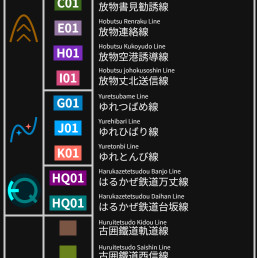 C01
放物書見勧誘線
E01
Hobutsu Renraku Line
放物連絡線
H01
Hobutsu Kukoyudo Line
放物空港誘導線
I01
Hobutsu Johokusoshin Line
放物丈北送信線
G01
Yuretsubame Line
ゆれつばめ線
J01
Yurehibari Line
ゆれひばり線
K01
Yuretonbi Line
ゆれとんび線
HQ01
Harukazetetsudou Banjo Line
はるかぜ鉄道万丈線
HQ01
Harukazetetsudou Daihan Line
はるかぜ鉄道台坂線
Huruitetsudo Kidou Line
古囲鐵道軌道線
Huruitetsudo Saishin Line
古囲鐵道西信線